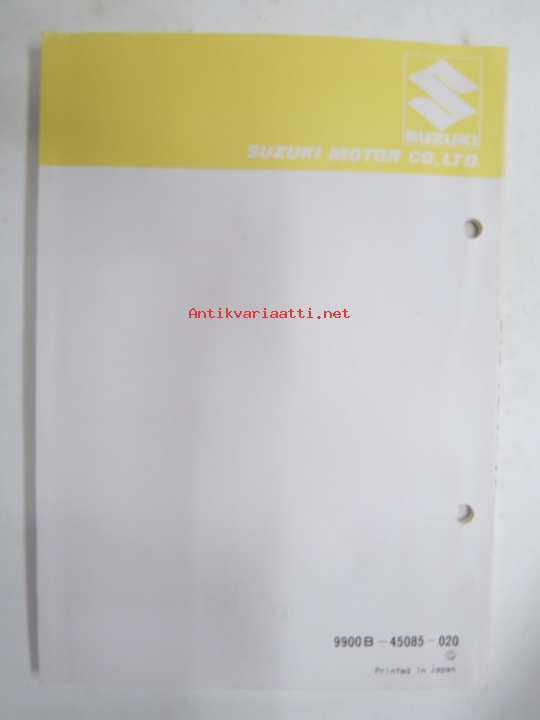 SUZUKI
SUZUKI MOTOR CO.,LTD.
Antikvariaatti.net
9900B-45085-020
Printed in Japan